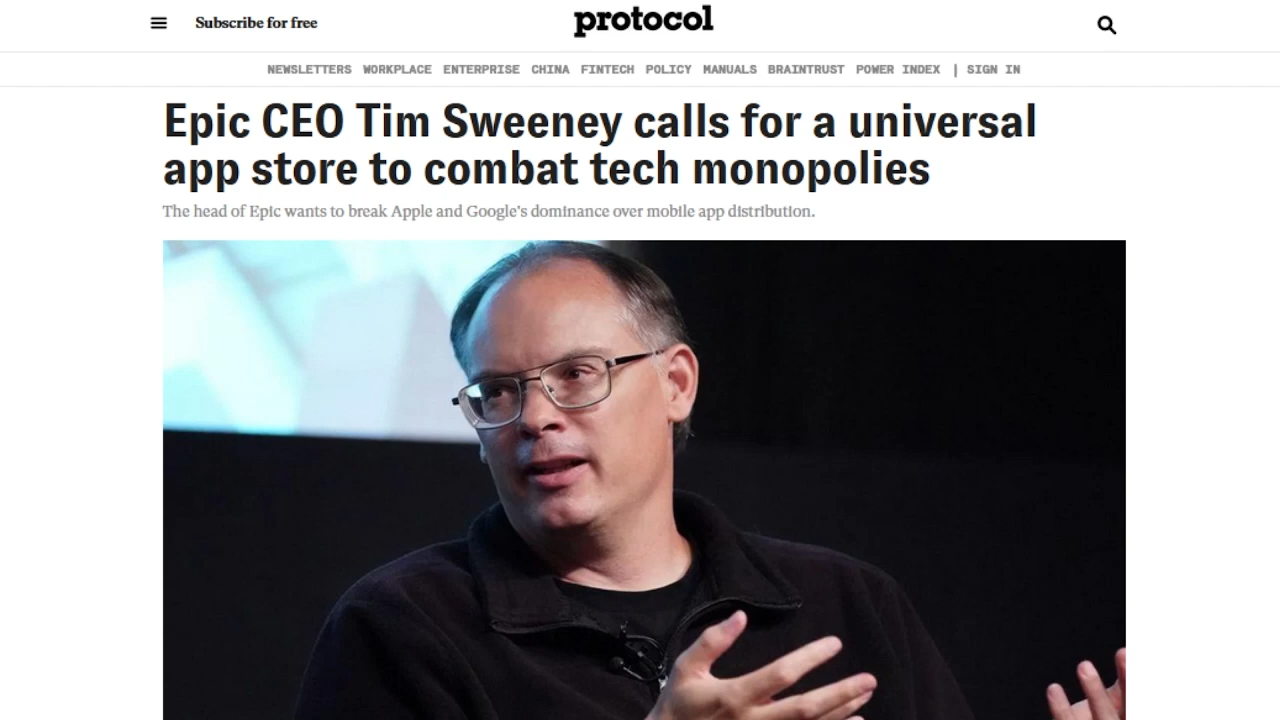 Subscribe for free
protocol
NEWSLETTERS WORKPLACE ENTERPRISE CHINA FINTECH POLICY MANUALS BRAINTRUST POWER INDEX | SIGN IN
Epic CEO Tim Sweeney calls for a universal
app store to combat tech monopolies
The head of Epic wants to break Apple and Google's dominance over mobile app distribution.